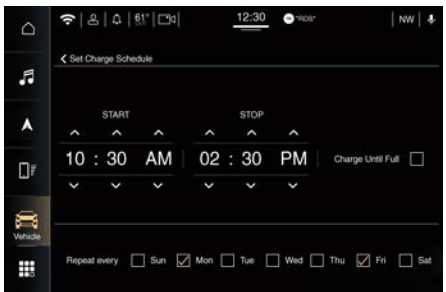 61° 12:30 *RDS* NW
Set Charge Schedule
START STOP
10 : 30 AM 02 : 30 PM Charge Until Full
Vehicle
Repeat every Sun Mon Tue Wed Thu Fri Sat